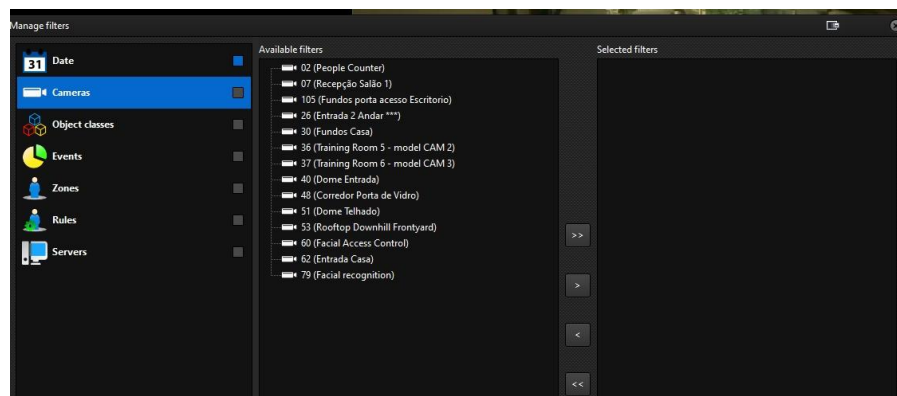 Manage filters
31
Date
Cameras
Object classes
Events
Zones
Rules
Servers
Available filters
02 (People Counter)
07 (Recepção Salão 1)
105 (Fundos porta acesso Escritorio)
26 (Entrada 2 Andar ***)
30 (Fundos Casa)
36 (Training Room 5 - model CAM 2)
37 (Training Room 6 - model CAM 3)
40 (Dome Entrada)
48 (Corredor Porta de Vidro)
51 (Dome Telhado)
53 (Rooftop Downhill Frontyard)
60 (Facial Access Control)
62 (Entrada Casa)
79 (Facial recognition)
>>
>
<
<<
Selected filters